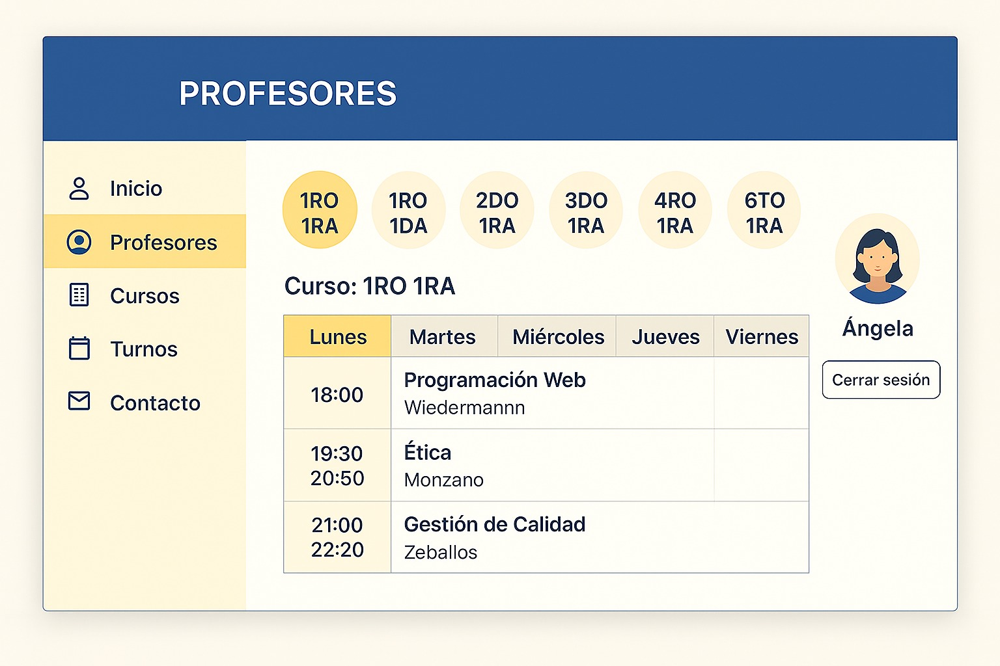 PROFESORES
Inicio
Profesores
Cursos
Turnos
Contacto
1RO
1RA
1RO
1DA
2DO
1RA
3DO
1RA
4RO
1RA
6TO
1RA
Curso: 1RO 1RA
Lunes Martes Miércoles Jueves Viernes
18:00
Programación Web
Wiedermannn
19:30
20:50
Ética
Monzano
21:00
22:20
Gestión de Calidad
Zeballos
Ángela
Cerrar sesión